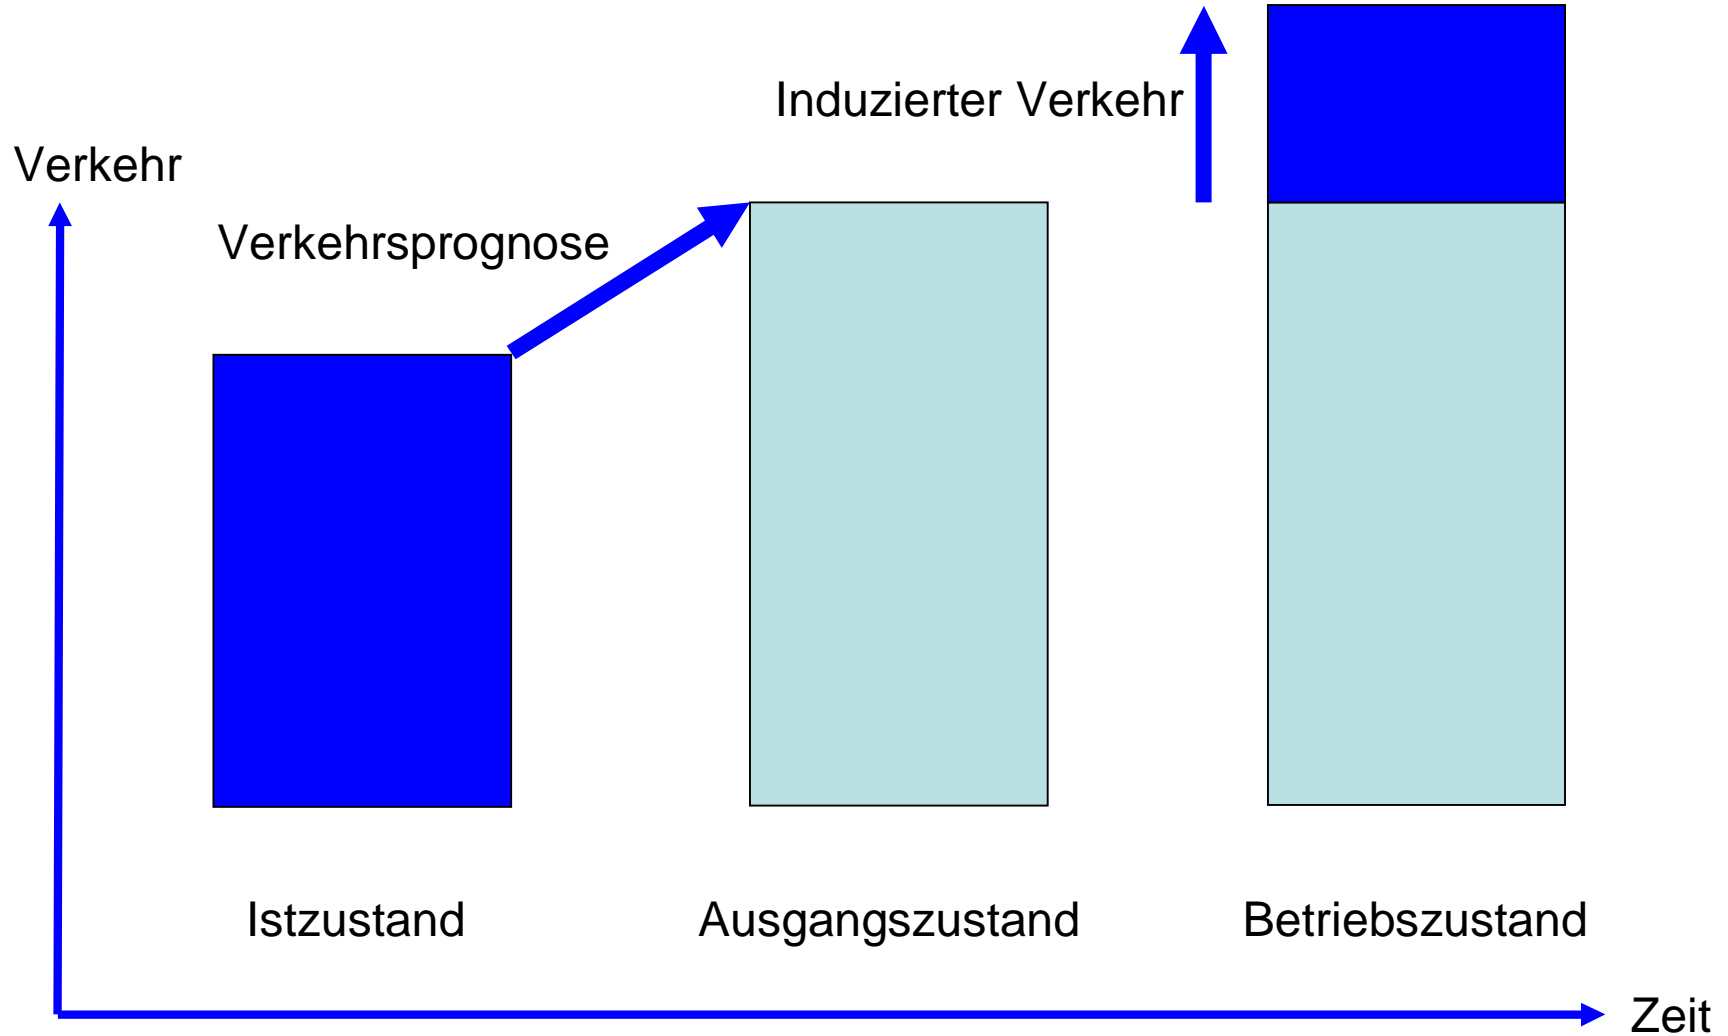 Induzierter Verkehr
Verkehr
Verkehrsprognose
Istzustand
Ausgangszustand
Betriebszustand
Zeit